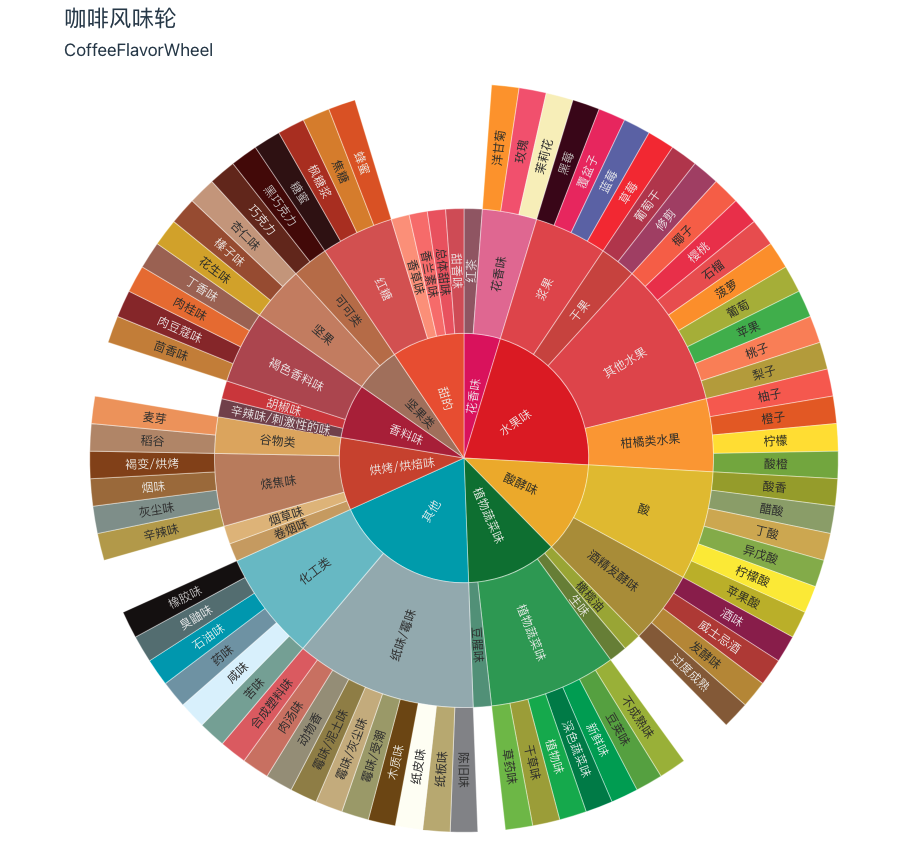 咖啡风味轮
CoffeeFlavorWheel
花香味
水果味
酸酵味
植物蔬菜味
其他
烘烤/烘焙味
香料味
坚果类
甜的
红茶
花香味
浆果
干果
其他水果
柑橘类水果
酸
酒精发酵味
橄榄油
生味
植物蔬菜味
豆腥味
纸味/霉味
化工类
卷烟味
烟草味
烧焦味
谷物类
辛辣味/刺激性的味
胡椒味
褐色香料味
坚果
可可类
红糖
香草味
香兰素味
总体甜味
甜香味
洋甘菊
玫瑰
茉莉花
黑莓
覆盆子
蓝莓
草莓
葡萄干
修剪
椰子
樱桃
石榴
菠萝
葡萄
苹果
桃子
梨子
柚子
橙子
柠檬
酸橙
酸香
醋酸
丁酸
异戊酸
柠檬酸
苹果酸
酒味
威士忌酒
发酵味
过度成熟
不成熟味
豆荚味
新鲜味
深色蔬菜味
植物味
干草味
草药味
陈旧味
纸板味
纸皮味
木质味
霉味/受潮
霉味/灰尘味
霉味/泥土味
动物香
肉汤味
合成塑料味
苦味
咸味
药味
石油味
臭鼬味
橡胶味
辛辣味
灰尘味
烟味
褐变/烘烤
稻谷
麦芽
茴香味
肉豆蔻味
肉桂味
丁香味
花生味
榛子味
杏仁味
巧克力
黑巧克力
糖蜜
枫糖浆
焦糖
蜂蜜